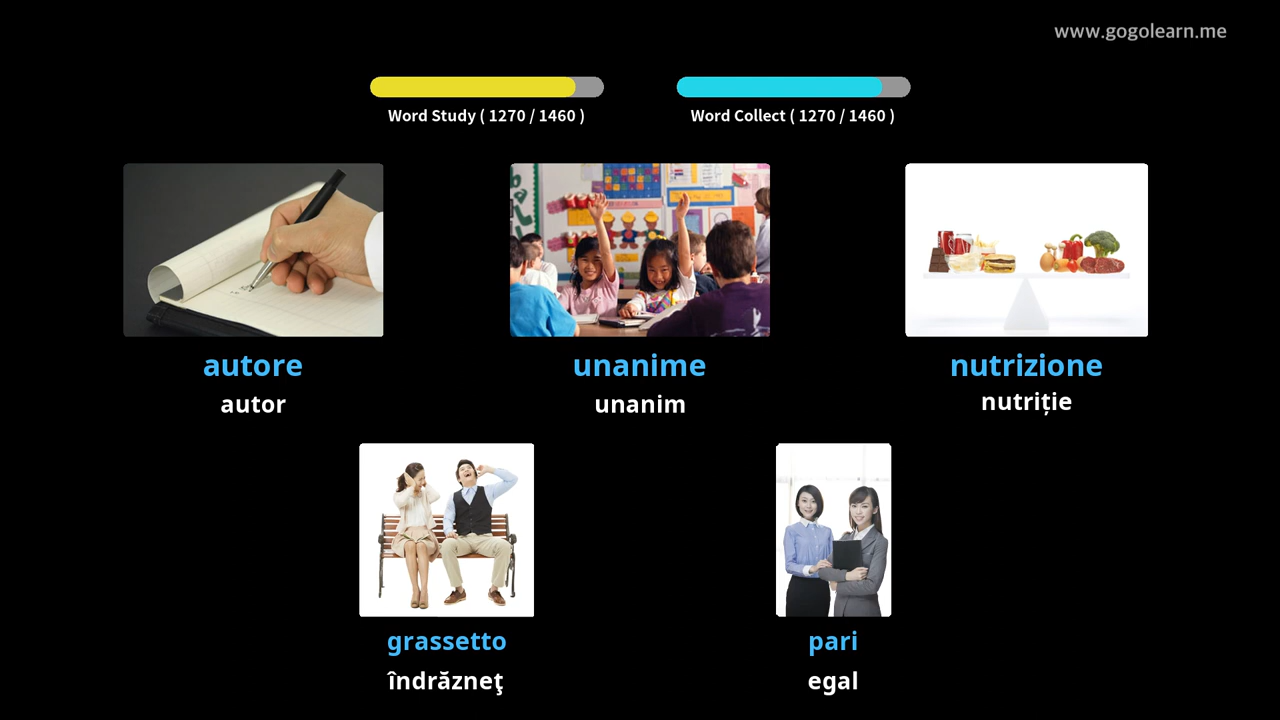 www.gogolearn.me
Word Study ( 1270 / 1460 )
Word Collect ( 1270 / 1460 )
autore
autor
unanime
unanim
nutrizione
nutriție
grassetto
îndrăzneţ
pari
egal